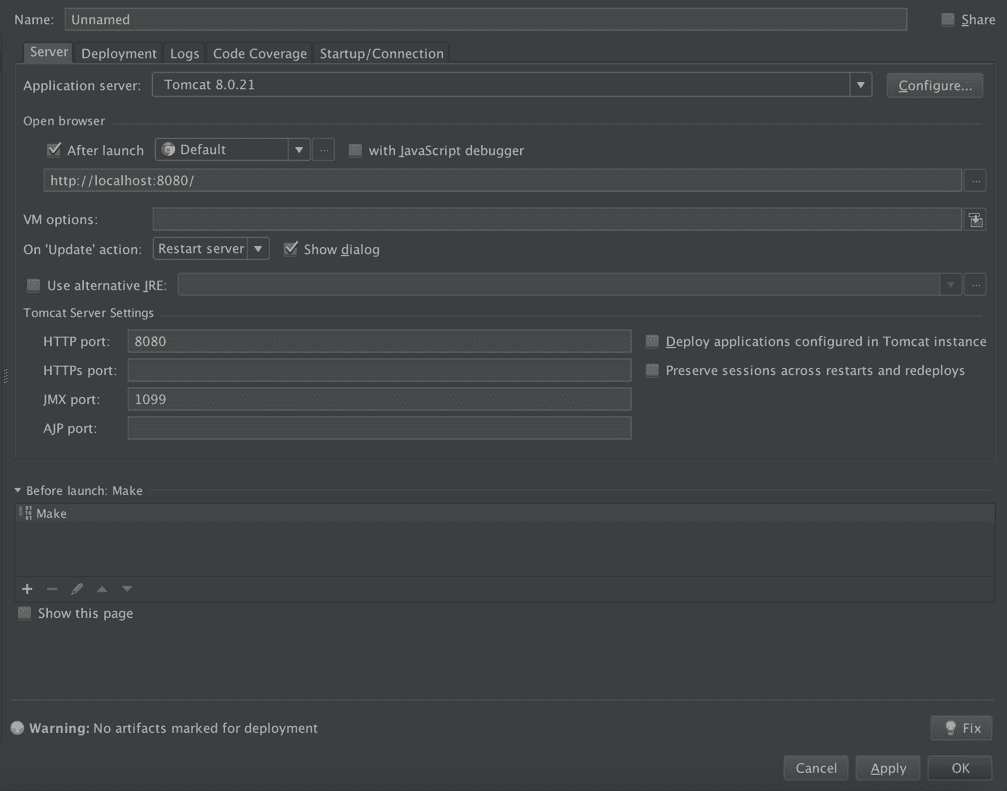 Name: Unnamed Share
Server Deployment Logs Code Coverage Startup/Connection
Application server: Tomcat 8.0.21 Configure...
Open browser
After launch Default ... with JavaScript debugger
http://localhost:8080/ ...
VM options:
On 'Update' action: Restart server Show dialog
Use alternative JRE: ...
Tomcat Server Settings
HTTP port: 8080 Deploy applications configured in Tomcat instance
HTTPs port: Preserve sessions across restarts and redeploys
JMX port: 1099
AJP port:
Before launch: Make
Make
Show this page
Warning: No artifacts marked for deployment Fix
Cancel Apply OK